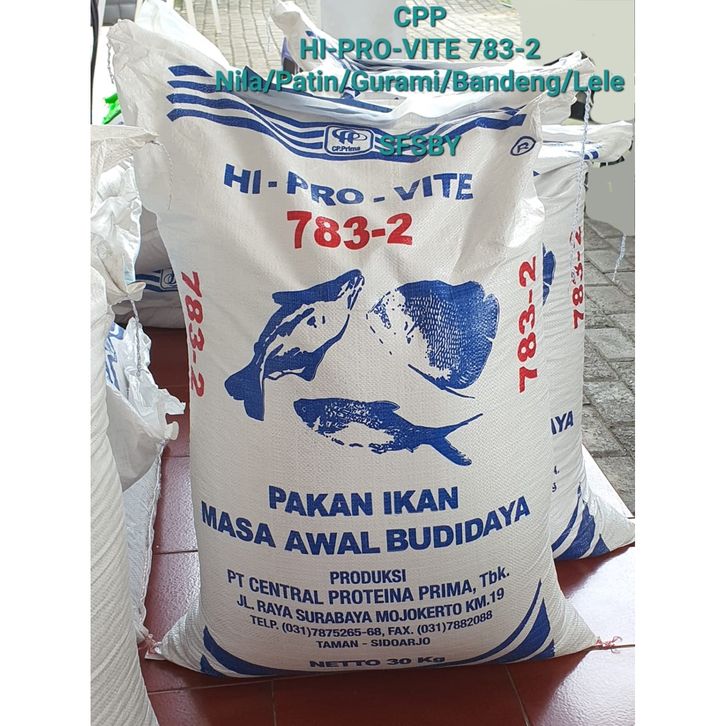 CPP
HI-PRO-VITE 783-2
Nila/Patin/Gurami/Bandeng/Lele
SFSBY
CP.Prima
R
HI - PRO - VITE
783-2
783-2
783-2
783-2
PAKAN IKAN
MASA AWAL BUDIDAYA
PRODUKSI
PT CENTRAL PROTEINA PRIMA, Tbk.
JL. RAYA SURABAYA MOJOKERTO KM.19
TELP. (031)7875265-68, FAX. (031)7882088
TAMAN - SIDOARJO
NETTO 30 Kg